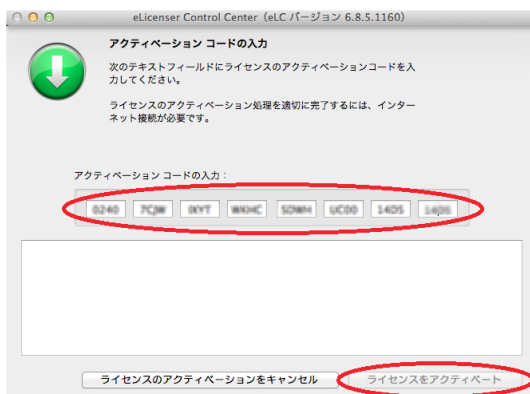 eLicenser Control Center (eLC バージョン 6.8.5.1160)
アクティベーション コードの入力
次のテキストフィールドにライセンスのアクティベーションコードを入
力してください。
ライセンスのアクティベーション処理を適切に完了するには、インター
ネット接続が必要です。
アクティベーション コードの入力：
ライセンスのアクティベーションをキャンセル
ライセンスをアクティベート